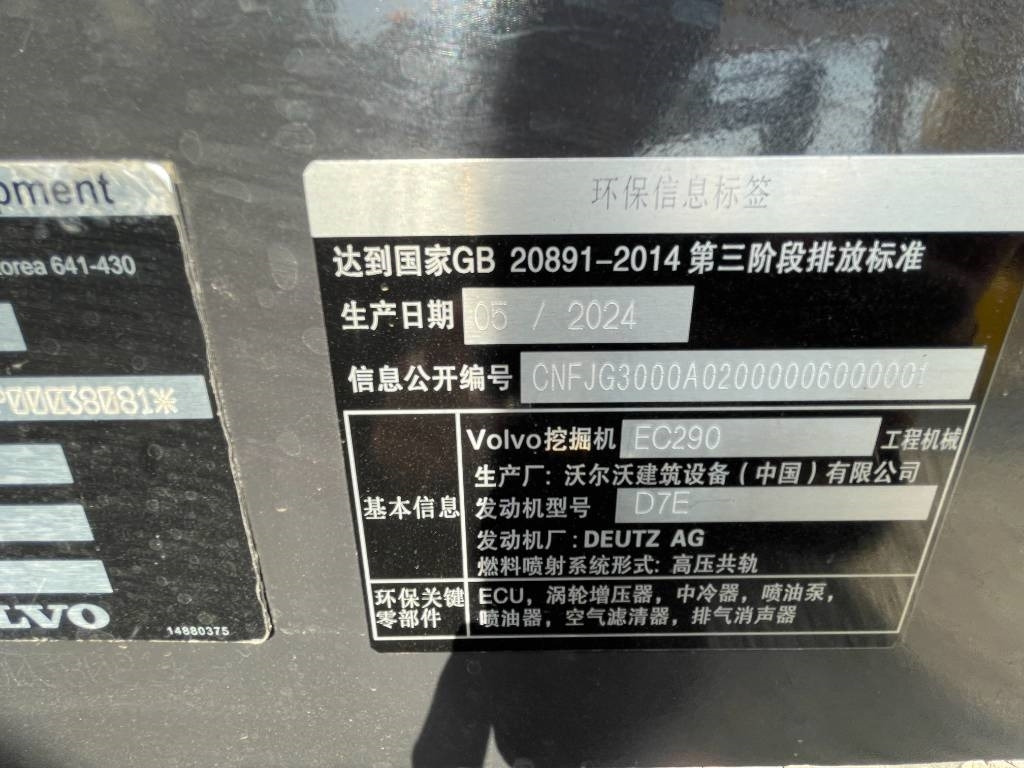 pment
orea 641-430
P00038081*
LVO
14880375
环保信息标签
达到国家GB 20891-2014 第三阶段排放标准
生产日期 05 / 2024
信息公开编号 CNFJG3000A02000006000001
Volvo挖掘机 EC290 工程机械
生产厂：沃尔沃建筑设备（中国）有限公司
基本信息 发动机型号 D7E
发动机厂：DEUTZ AG
燃料喷射系统形式：高压共轨
环保关键 ECU，涡轮增压器，中冷器，喷油泵，
零部件 喷油器，空气滤清器，排气消声器